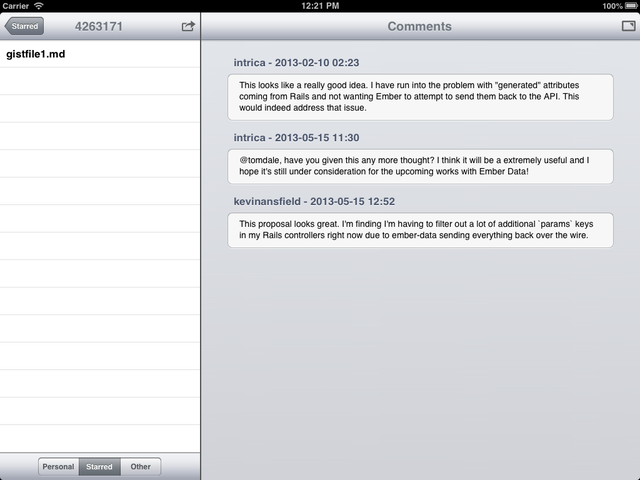 Carrier 12:21 PM 100%
Starred 4263171 Comments
gistfile1.md
intrica - 2013-02-10 02:23
This looks like a really good idea. I have run into the problem with "generated" attributes
coming from Rails and not wanting Ember to attempt to send them back to the API. This
would indeed address that issue.
intrica - 2013-05-15 11:30
@tomdale, have you given this any more thought? I think it will be a extremely useful and I
hope it's still under consideration for the upcoming works with Ember Data!
kevinansfield - 2013-05-15 12:52
This proposal looks great. I'm finding I'm having to filter out a lot of additional `params` keys
in my Rails controllers right now due to ember-data sending everything back over the wire.
Personal Starred Other